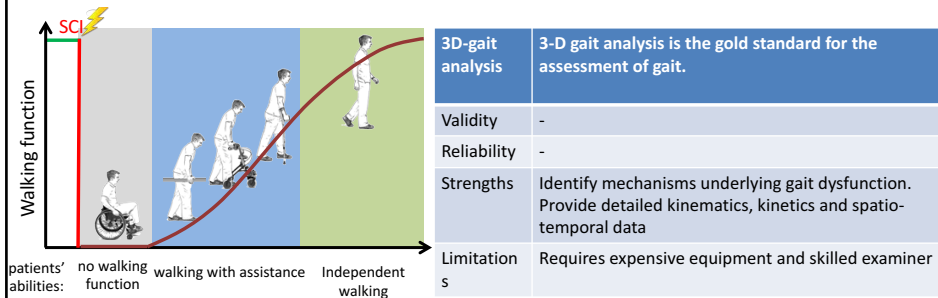 SCI
Walking function
patients'
abilities:
no walking
function
walking with assistance
Independent
walking
3D-gait
analysis
3-D gait analysis is the gold standard for the
assessment of gait.
Validity
-
Reliability
-
Strengths
Identify mechanisms underlying gait dysfunction.
Provide detailed kinematics, kinetics and spatio-
temporal data
Limitation
s
Requires expensive equipment and skilled examiner